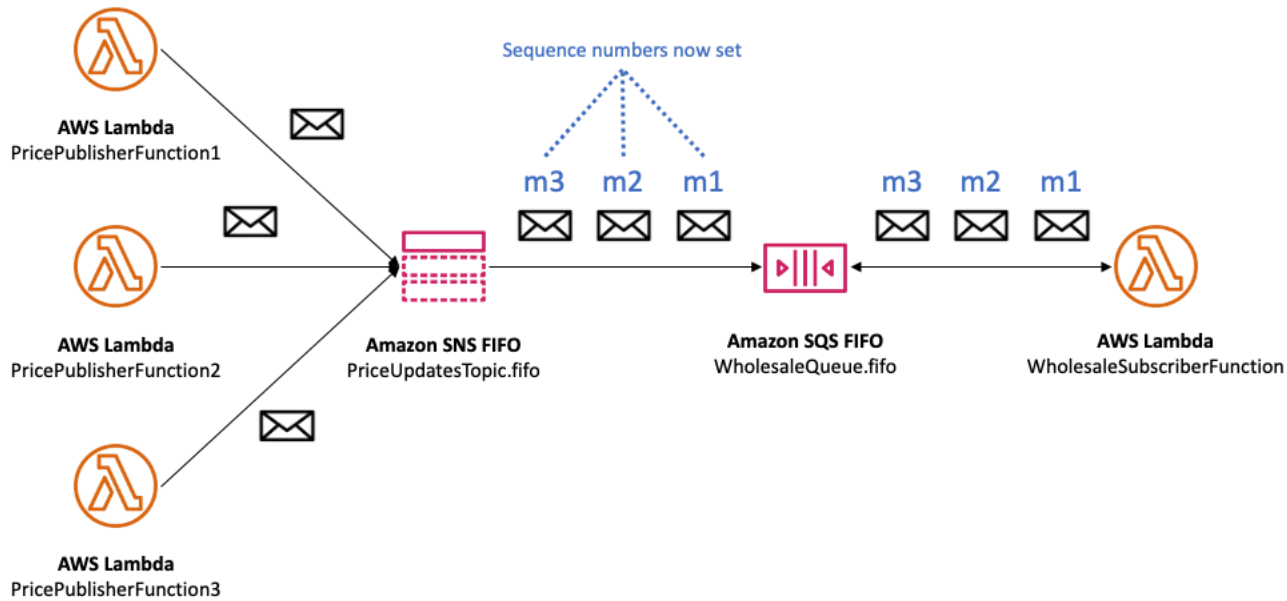 Sequence numbers now set
AWS Lambda
PricePublisherFunction1
m3 m2 m1
m3 m2 m1
AWS Lambda
PricePublisherFunction2
Amazon SNS FIFO
PriceUpdatesTopic.fifo
Amazon SQS FIFO
WholesaleQueue.fifo
AWS Lambda
WholesaleSubscriberFunction
AWS Lambda
PricePublisherFunction3